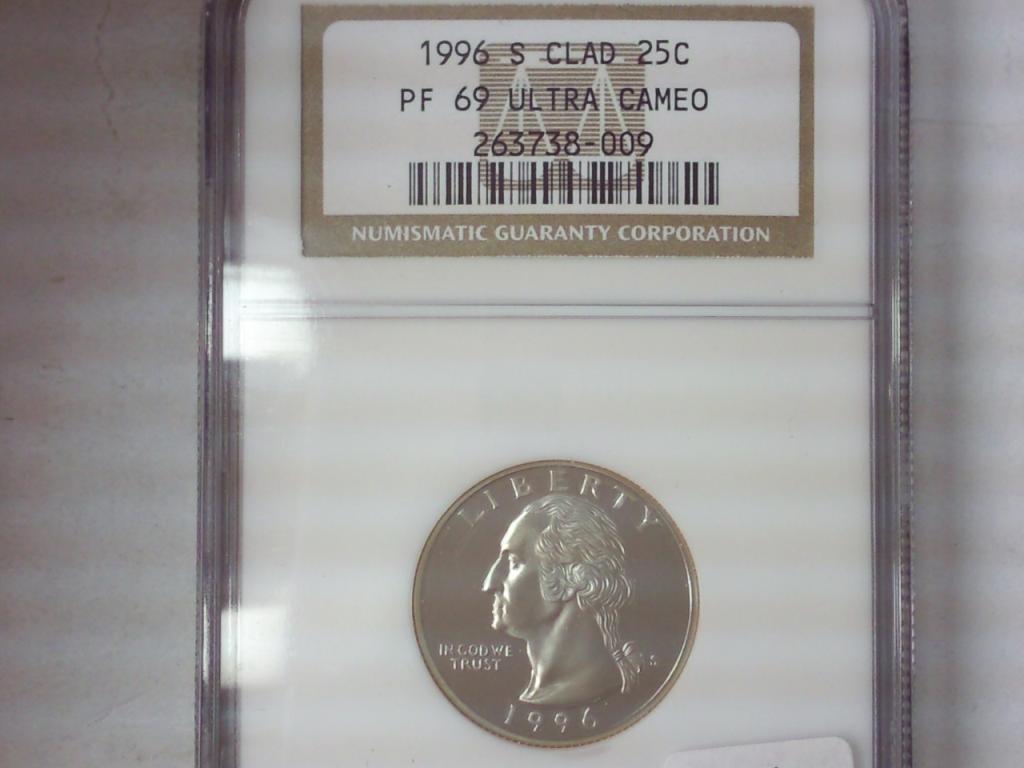 1996 S CLAD 25C
PF 69 ULTRA CAMEO
263738-009
NUMISMATIC GUARANTY CORPORATION
LIBERTY
IN GOD WE
TRUST
S
1996